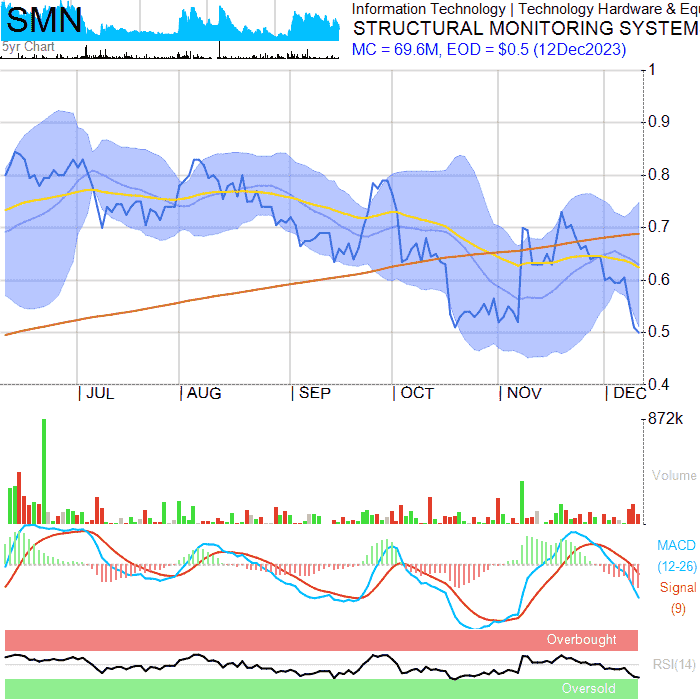 SMN
5yr Chart
Information Technology | Technology Hardware & Equ
STRUCTURAL MONITORING SYSTEM
MC = 69.6M, EOD = $0.5 (12Dec2023)
1
0.9
0.8
0.7
0.6
0.5
0.4
| JUL | AUG | SEP | OCT | NOV | DEC
872k
Volume
MACD
(12-26)
Signal
(9)
Overbought
RSI(14)
Oversold